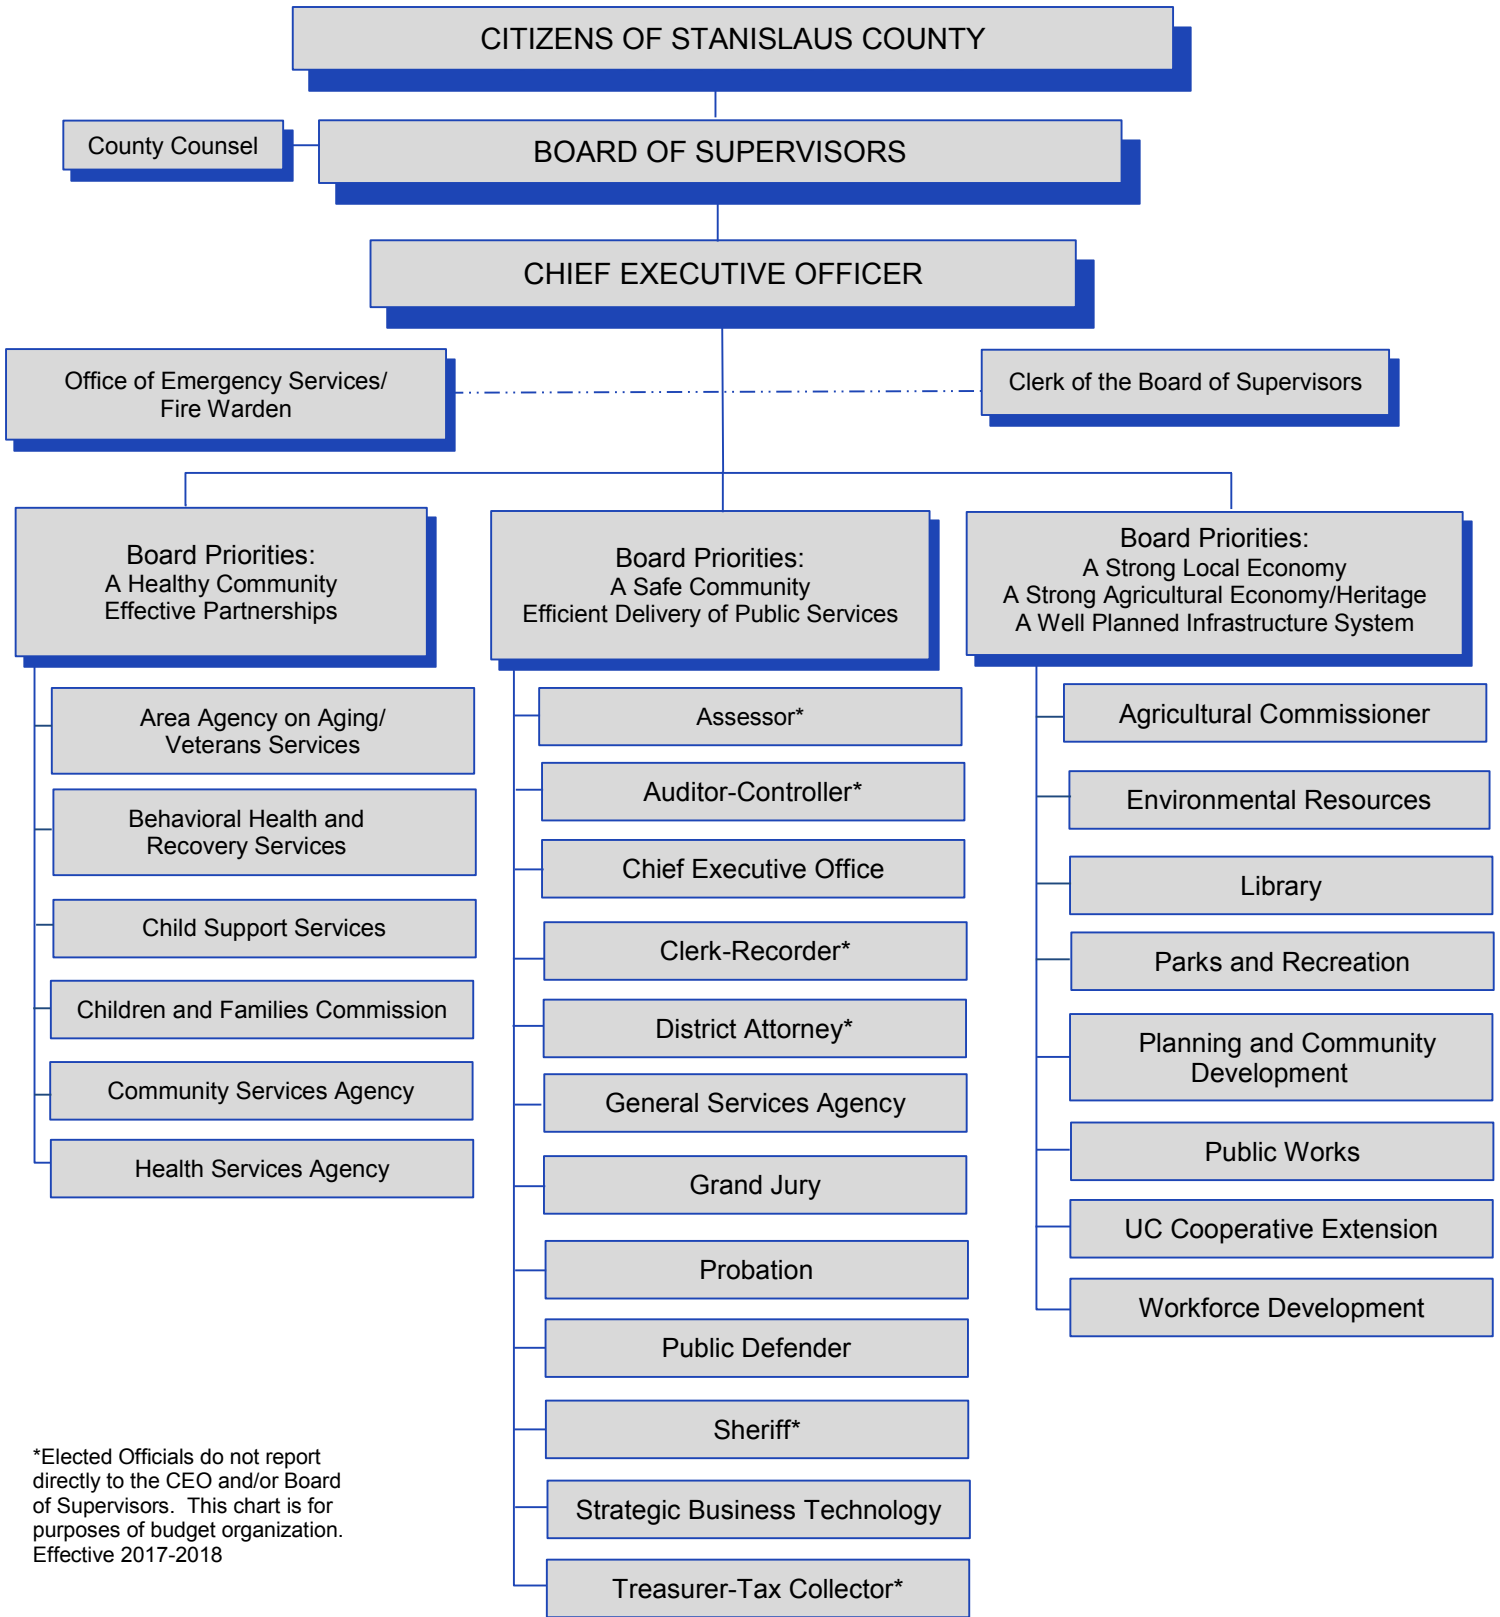 CITIZENS OF STANISLAUS COUNTY
County Counsel
BOARD OF SUPERVISORS
CHIEF EXECUTIVE OFFICER
Office of Emergency Services/
Fire Warden
Clerk of the Board of Supervisors
Board Priorities:
A Healthy Community
Effective Partnerships
Area Agency on Aging/
Veterans Services
Behavioral Health and
Recovery Services
Child Support Services
Children and Families Commission
Community Services Agency
Health Services Agency
Board Priorities:
A Safe Community
Efficient Delivery of Public Services
Assessor*
Auditor-Controller*
Chief Executive Office
Clerk-Recorder*
District Attorney*
General Services Agency
Grand Jury
Probation
Public Defender
Sheriff*
Strategic Business Technology
Treasurer-Tax Collector*
Board Priorities:
A Strong Local Economy
A Strong Agricultural Economy/Heritage
A Well Planned Infrastructure System
Agricultural Commissioner
Environmental Resources
Library
Parks and Recreation
Planning and Community
Development
Public Works
UC Cooperative Extension
Workforce Development
*Elected Officials do not report
directly to the CEO and/or Board
of Supervisors.  This chart is for
purposes of budget organization.
Effective 2017-2018